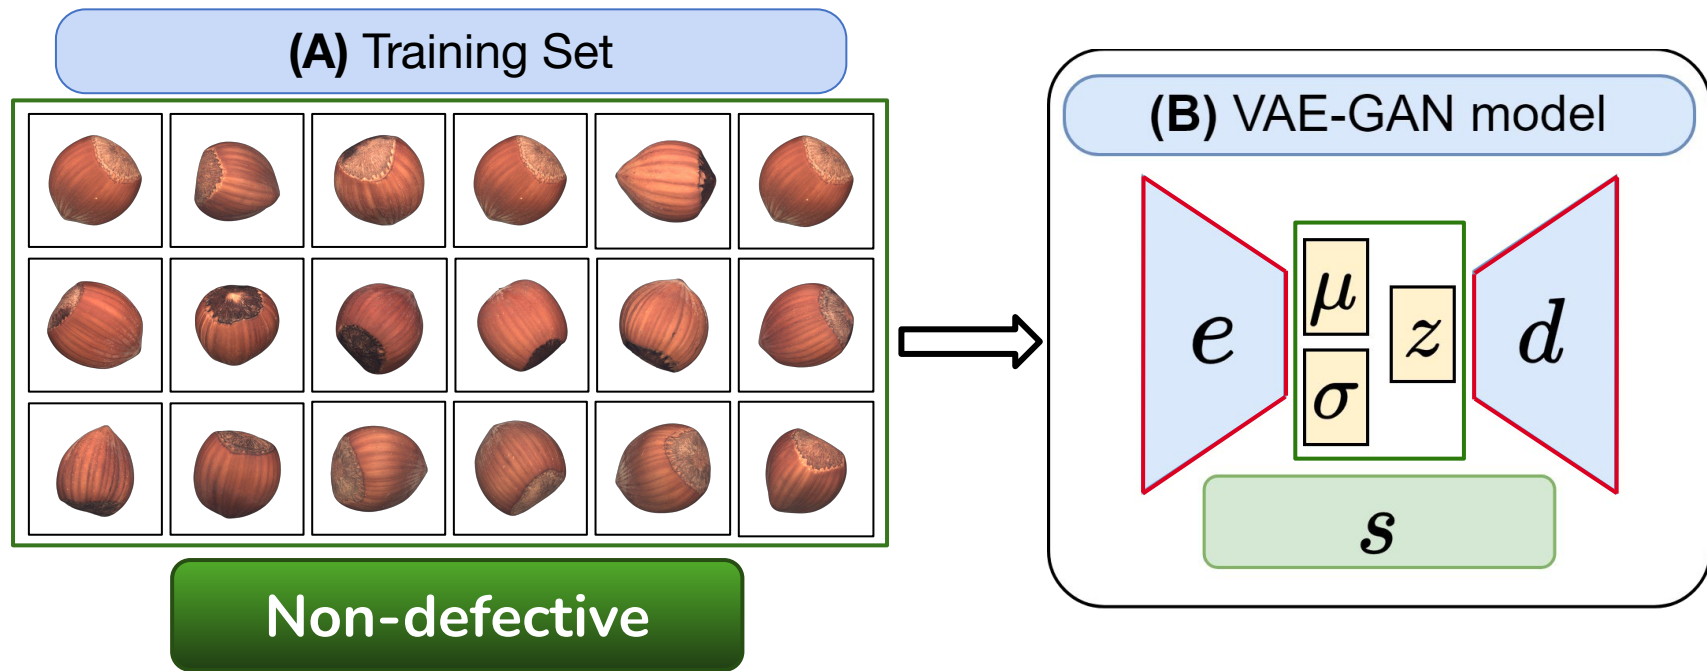 (A) Training Set
Non-defective
(B) VAE-GAN model
e
μ
σ
z
d
s